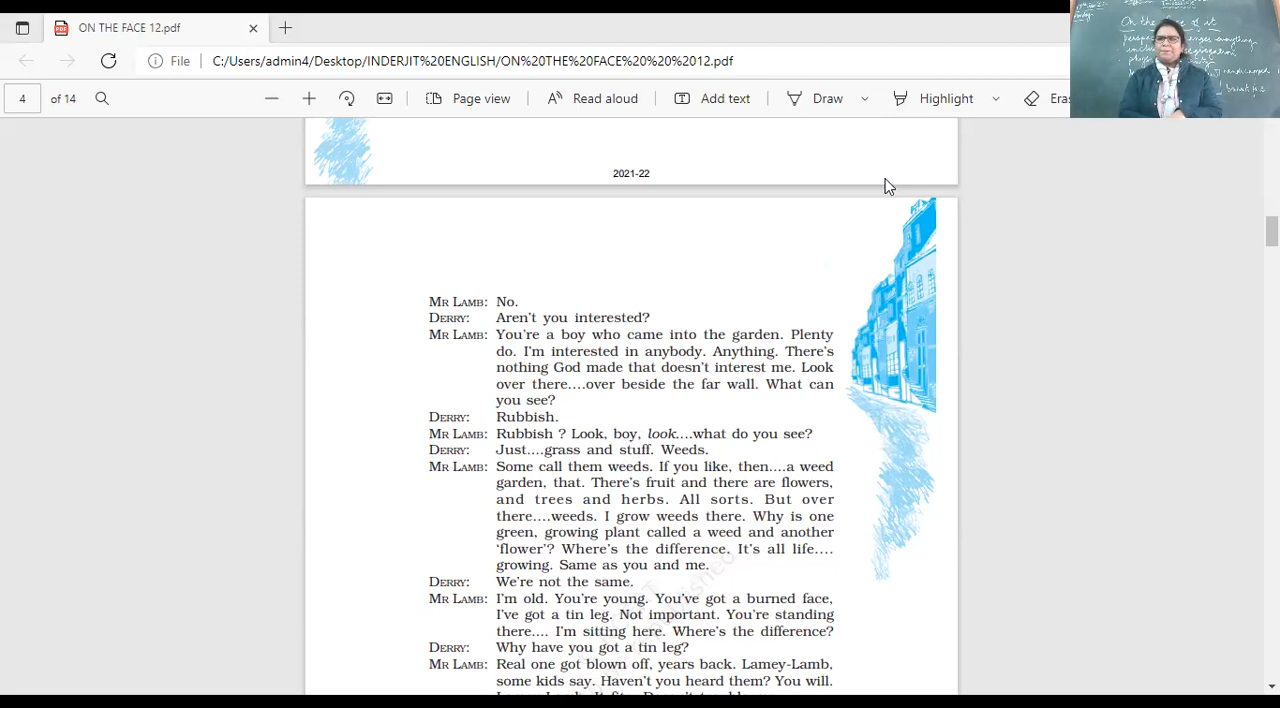 ON THE FACE 12.pdf
File
C:/Users/admin4/Desktop/INDERJIT%20ENGLISH/ON%20THE%20FACE%20%20%2012.pdf
4 of 14
Page view
Read aloud
Add text
Draw
Highlight
Eras
On the of it
2021-22
MR LAMB: No.
DERRY: Aren't you interested?
MR LAMB: You're a boy who came into the garden. Plenty
do. I'm interested in anybody. Anything. There's
nothing God made that doesn't interest me. Look
over there....over beside the far wall. What can
you see?
DERRY: Rubbish.
MR LAMB: Rubbish ? Look, boy, look....what do you see?
DERRY: Just....grass and stuff. Weeds.
MR LAMB: Some call them weeds. If you like, then....a weed
garden, that. There's fruit and there are flowers,
and trees and herbs. All sorts. But over
there....weeds. I grow weeds there. Why is one
green, growing plant called a weed and another
‘flower’? Where's the difference. It's all life....
growing. Same as you and me.
DERRY: We're not the same.
MR LAMB: I'm old. You're young. You've got a burned face,
I've got a tin leg. Not important. You're standing
there.... I'm sitting here. Where's the difference?
DERRY: Why have you got a tin leg?
MR LAMB: Real one got blown off, years back. Lamey-Lamb,
some kids say. Haven't you heard them? You will.